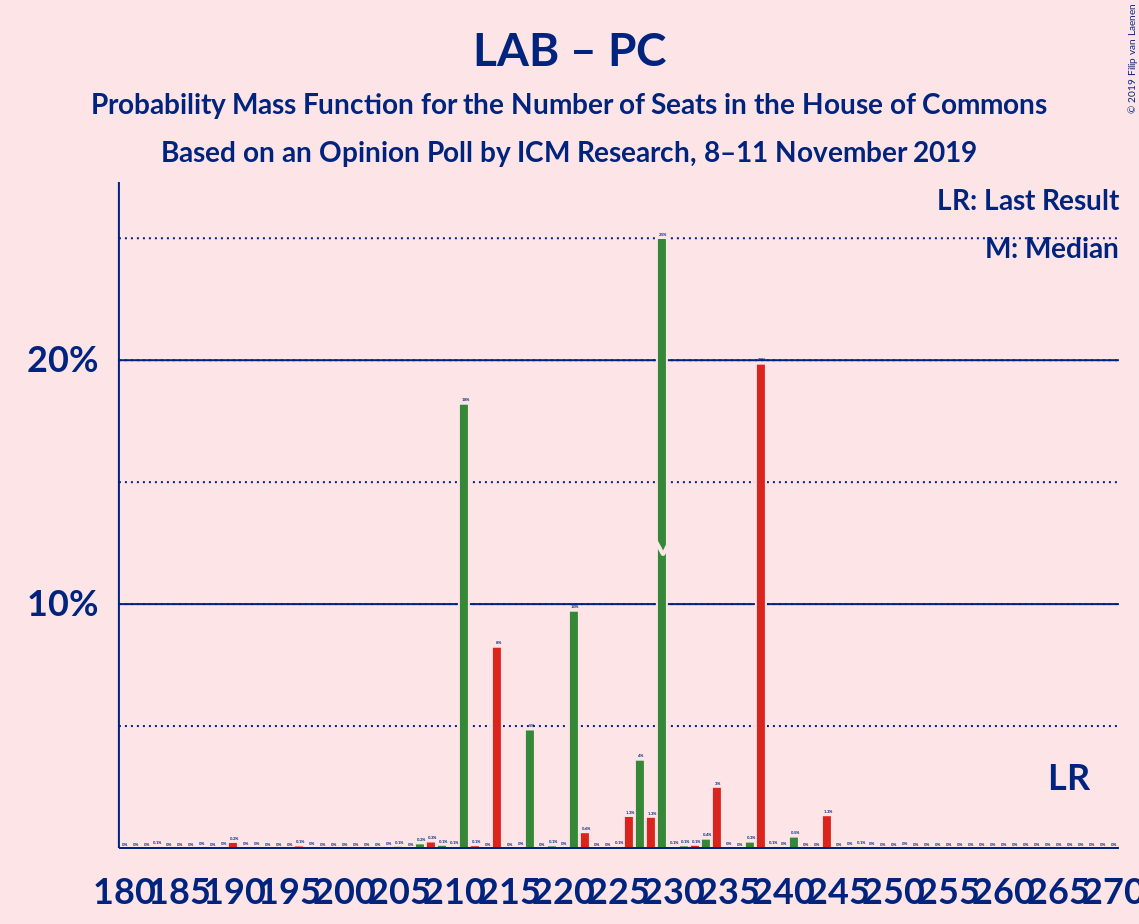 LAB – PC
Probability Mass Function for the Number of Seats in the House of Commons
Based on an Opinion Poll by ICM Research, 8–11 November 2019
© 2019 Filip van Laenen
LR: Last Result
M: Median
20%
10%
M
LR
180 185 190 195 200 205 210 215 220 225 230 235 240 245 250 255 260 265 270